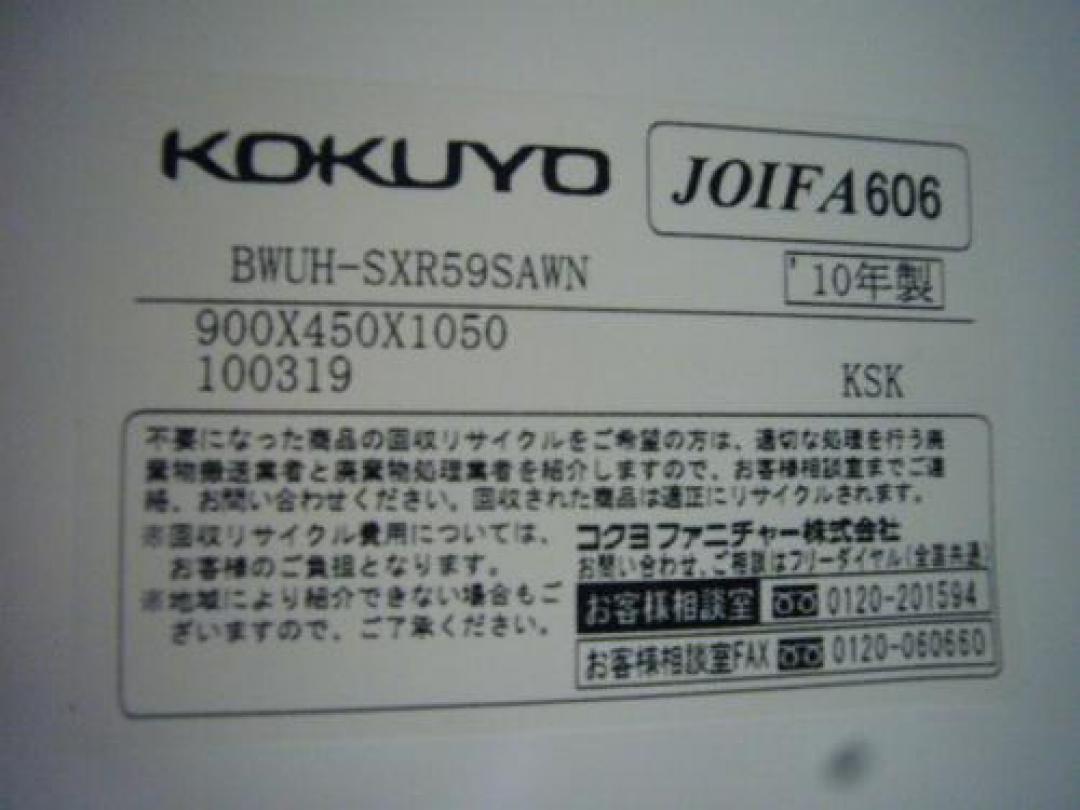 KOKUYO
JOIFA606
BWUH-SXR59SAWN
'10年製
900X450X1050
100319
KSK
不要になった商品の回収リサイクルをご希望の方は、適切な処理を行う廃
棄物搬送業者と廃棄物処理業者を紹介しますので、お客様相談室までご連
絡、お問い合わせください。回収された商品は適正にリサイクルされます。
※回収リサイクル費用については、
お客様のご負担となります。
※地域により紹介できない場合もご
ざいますので、ご了承ください。
コクヨファニチャー株式会社
お問い合わせ、ご相談はフリーダイヤル(全国共通)
お客様相談室 0120-201594
お客様相談室FAX 0120-060660